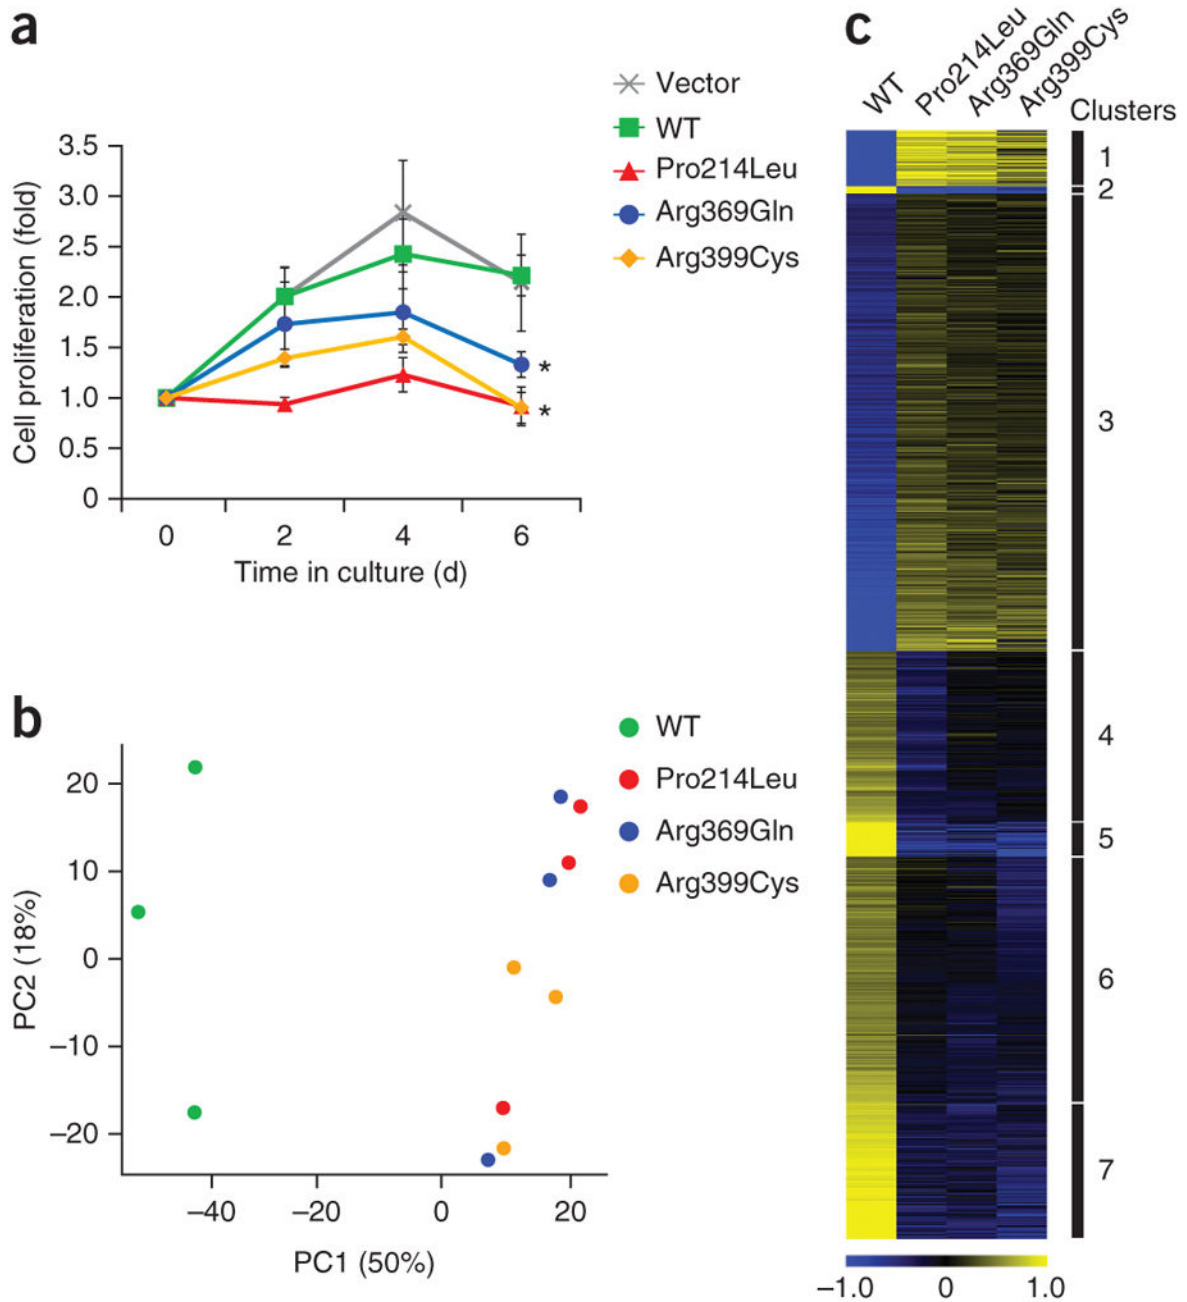 a
Vector
WT
Pro214Leu
Arg369Gln
Arg399Cys
3.5
3.0
2.5
2.0
1.5
1.0
0.5
0
Cell proliferation (fold)
*
*
0 2 4 6
Time in culture (d)
b
WT
Pro214Leu
Arg369Gln
Arg399Cys
20
10
0
–10
–20
PC2 (18%)
–40 –20 0 20
PC1 (50%)
c
WT Pro214Leu Arg369Gln Arg399Cys
Clusters
1
2
3
4
5
6
7
–1.0 0 1.0